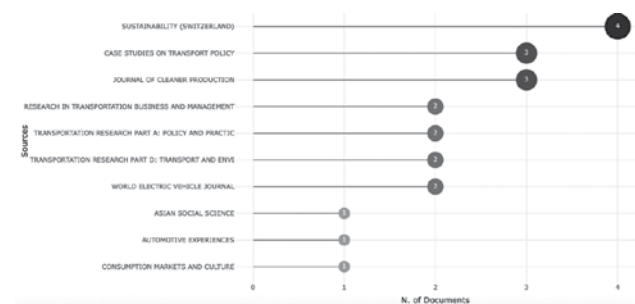 SUSTAINABILITY (SWITZERLAND)
4
CASE STUDIES ON TRANSPORT POLICY
JOURNAL OF CLEANER PRODUCTION
3
RESEARCH IN TRANSPORTATION BUSINESS AND MANAGEMENT
2
TRANSPORTATION RESEARCH PART A: POLICY AND PRACTIC
TRANSPORTATION RESEARCH PART D: TRANSPORT AND ENVI
2
WORLD ELECTRIC VEHICLE JOURNAL
ASIAN SOCIAL SCIENCE
1
AUTOMOTIVE EXPERIENCES
1
CONSUMPTION MARKETS AND CULTURE
1
Sources
0 1 2 3 4
N. of Documents